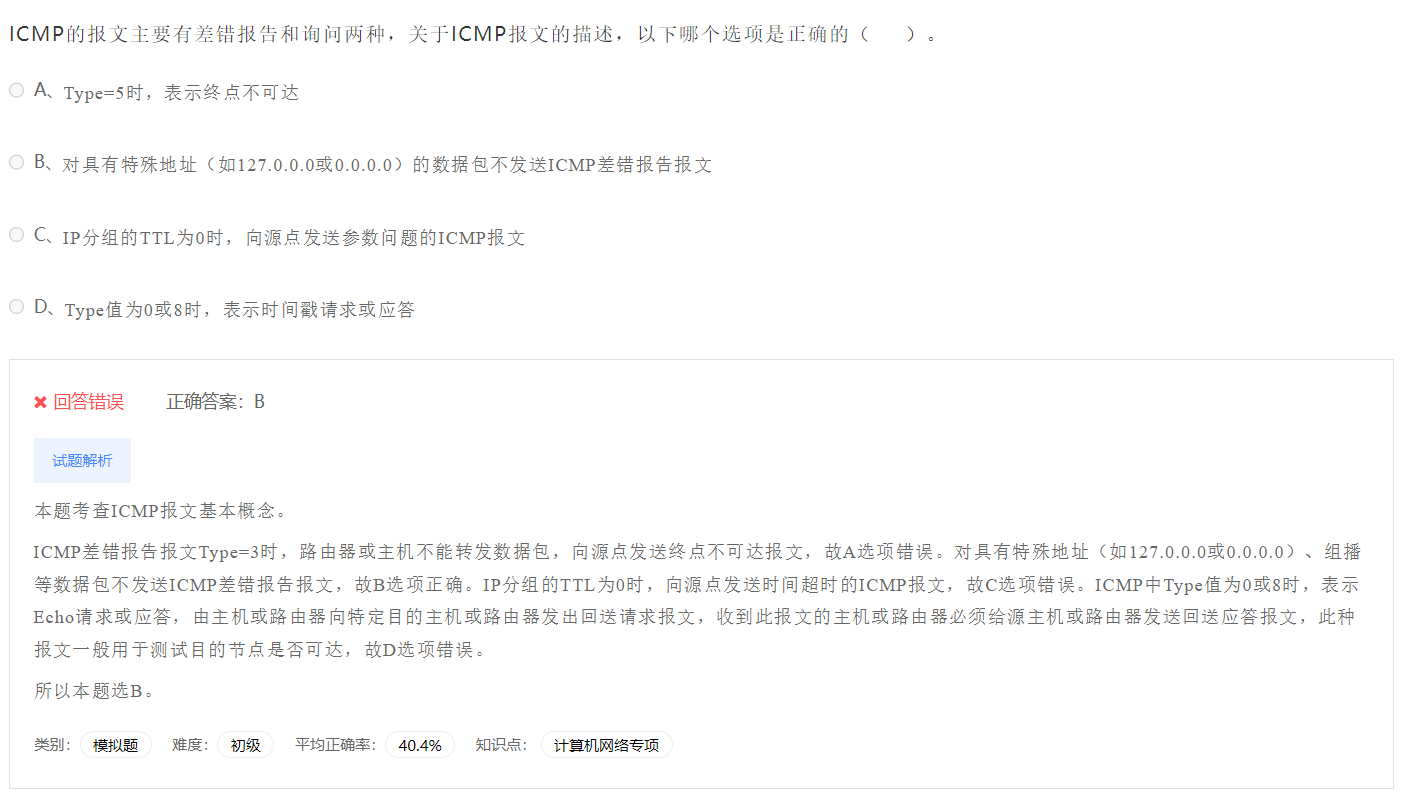 ICMP的报文主要有差错报告和询问两种，关于ICMP报文的描述，以下哪个选项是正确的（　　）。
A、Type=5时，表示终点不可达
B、对具有特殊地址（如127.0.0.0或0.0.0.0）的数据包不发送ICMP差错报告报文
C、IP分组的TTL为0时，向源点发送参数问题的ICMP报文
D、Type值为0或8时，表示时间戳请求或应答
✖ 回答错误 正确答案：B
试题解析
本题考查ICMP报文基本概念。
ICMP差错报告报文Type=3时，路由器或主机不能转发数据包，向源点发送终点不可达报文，故A选项错误。对具有特殊地址（如127.0.0.0或0.0.0.0）、组播
等数据包不发送ICMP差错报告报文，故B选项正确。IP分组的TTL为0时，向源点发送时间超时的ICMP报文，故C选项错误。ICMP中Type值为0或8时，表示
Echo请求或应答，由主机或路由器向特定目的主机或路由器发出回送请求报文，收到此报文的主机或路由器必须给源主机或路由器发送回送应答报文，此种
报文一般用于测试目的节点是否可达，故D选项错误。
所以本题选B。
类别： 模拟题 难度： 初级 平均正确率： 40.4% 知识点： 计算机网络专项